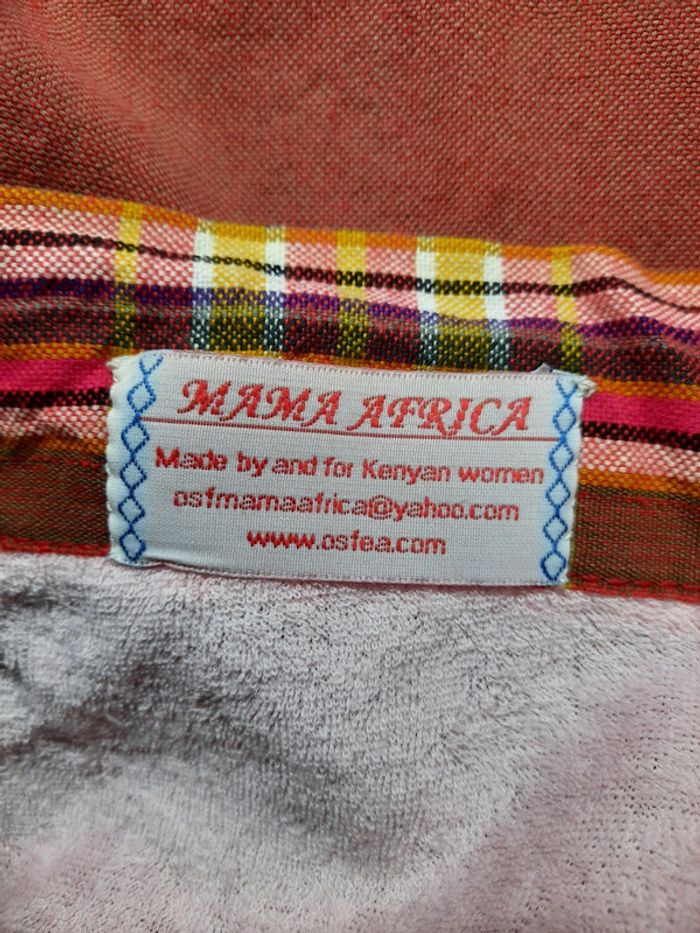 MAMA AFRICA
Made by and for Kenyan women
osfmamaafrica@yahoo.com
www.osfea.com